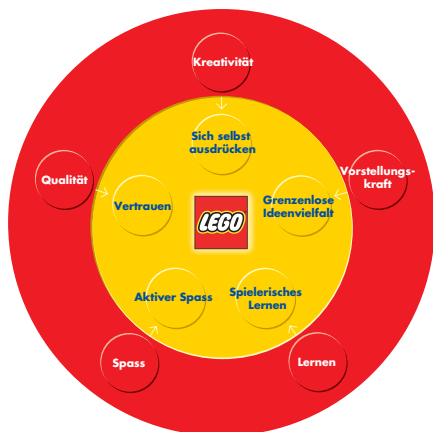 Kreativität
Sich selbst
ausdrücken
Qualität
Vorstellungs-
kraft
Vertrauen
Grenzenlose
Ideenvielfalt
LEGO
Aktiver Spass
Spielerisches
Lernen
Spass
Lernen